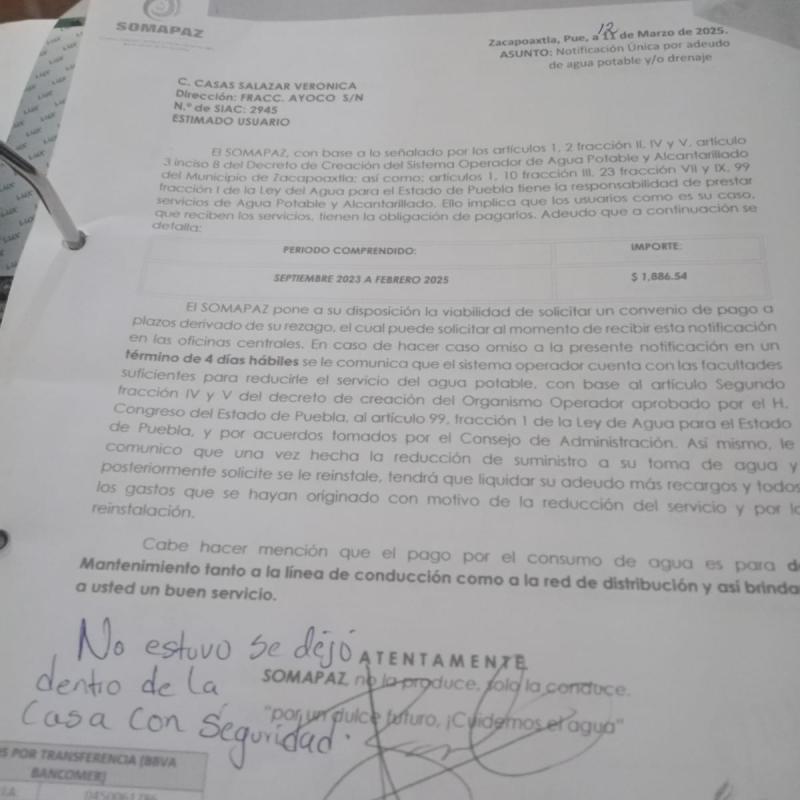 SOMAPAZ
Zacapoaxtla, Pue, a 12 de Marzo de 2025.
ASUNTO: Notificación Única por adeudo
de agua potable y/o drenaje
C. CASAS SALAZAR VERONICA
Dirección: FRACC. AYOCO S/N
N.º de SIAC: 2945
ESTIMADO USUARIO
El SOMAPAZ, con base a lo señalado por los artículos 1, 2 fracción II, IV y V, artículo
3 inciso B del Decreto de Creación del Sistema Operador de Agua Potable y Alcantarillado
del Municipio de Zacapoaxtla; así como; artículos 1, 10 fracción III, 23 fracción VII y IX, 99
fracción I de la Ley del Agua para el Estado de Puebla tiene la responsabilidad de prestar
servicios de Agua Potable y Alcantarillado. Ello implica que los usuarios como es su caso,
que reciben los servicios, tienen la obligación de pagarlos. Adeudo que a continuación se
detalla:
PERIODO COMPRENDIDO: IMPORTE:
SEPTIEMBRE 2023 A FEBRERO 2025 $ 1,886.54
El SOMAPAZ pone a su disposición la viabilidad de solicitar un convenio de pago a
plazos derivado de su rezago, el cual puede solicitar al momento de recibir esta notificación
en las oficinas centrales. En caso de hacer caso omiso a la presente notificación en un
término de 4 días hábiles se le comunica que el sistema operador cuenta con las facultades
suficientes para reducirle el servicio del agua potable, con base al artículo Segundo
fracción IV y V del decreto de creación del Organismo Operador aprobado por el H.
Congreso del Estado de Puebla, al artículo 99, fracción 1 de la Ley de Agua para el Estado
de Puebla, y por acuerdos tomados por el Consejo de Administración. Así mismo, le
comunico que una vez hecha la reducción de suministro a su toma de agua y
posteriormente solicite se le reinstale, tendrá que liquidar su adeudo más recargos y todos
los gastos que se hayan originado con motivo de la reducción del servicio y por la
reinstalación.
Cabe hacer mención que el pago por el consumo de agua es para d
Mantenimiento tanto a la línea de conducción como a la red de distribución y así brinda
a usted un buen servicio.
No estuvo se dejó
dentro de la
Casa con Seguridad.
ATENTAMENTE
SOMAPAZ, no la produce, solo la conduce.
"por un dulce futuro, ¡Cuidemos el agua"
S POR TRANSFERENCIA (BBVA
BANCOMER)